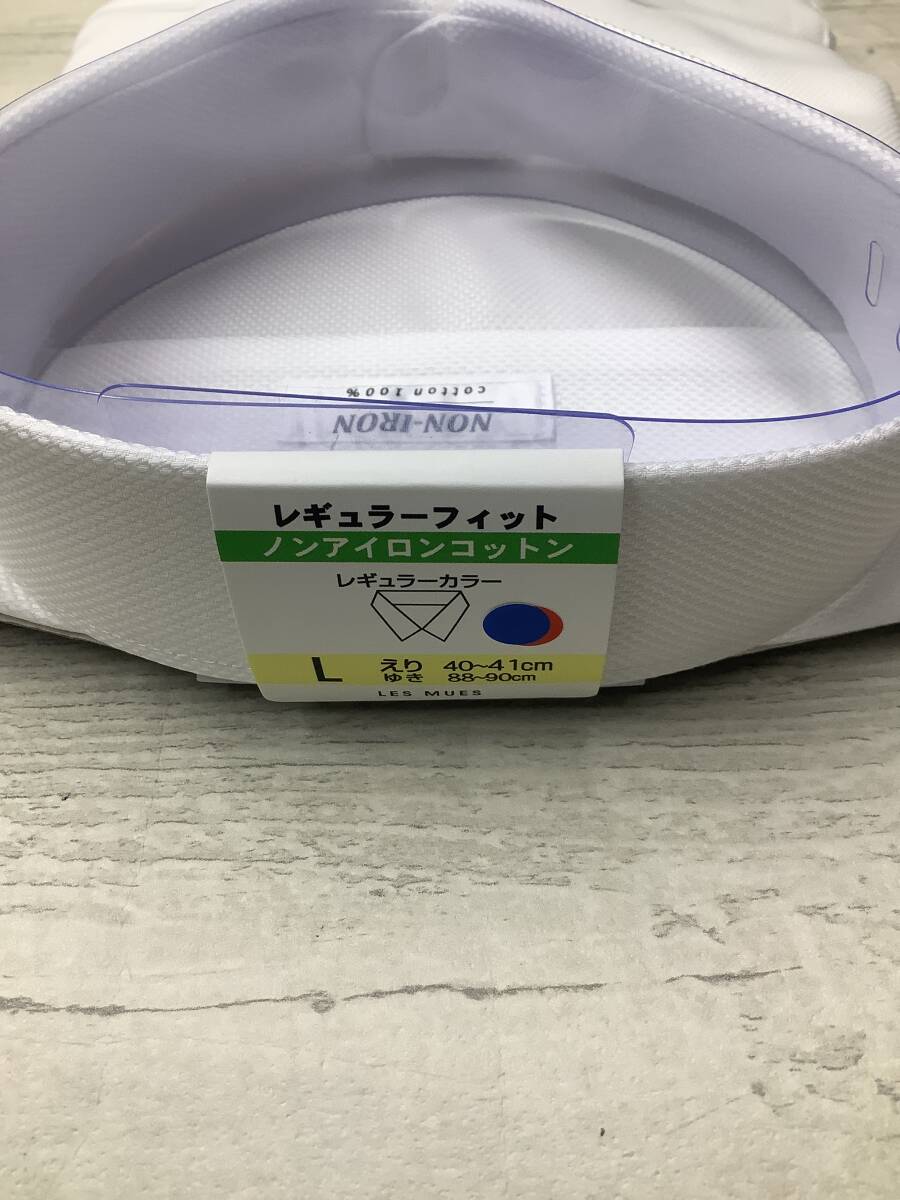 cotton 100%
NON-IRON
レギュラーフィット
ノンアイロンコットン
レギュラーカラー
L えり 40~41cm
ゆき 88~90cm
LES MUES